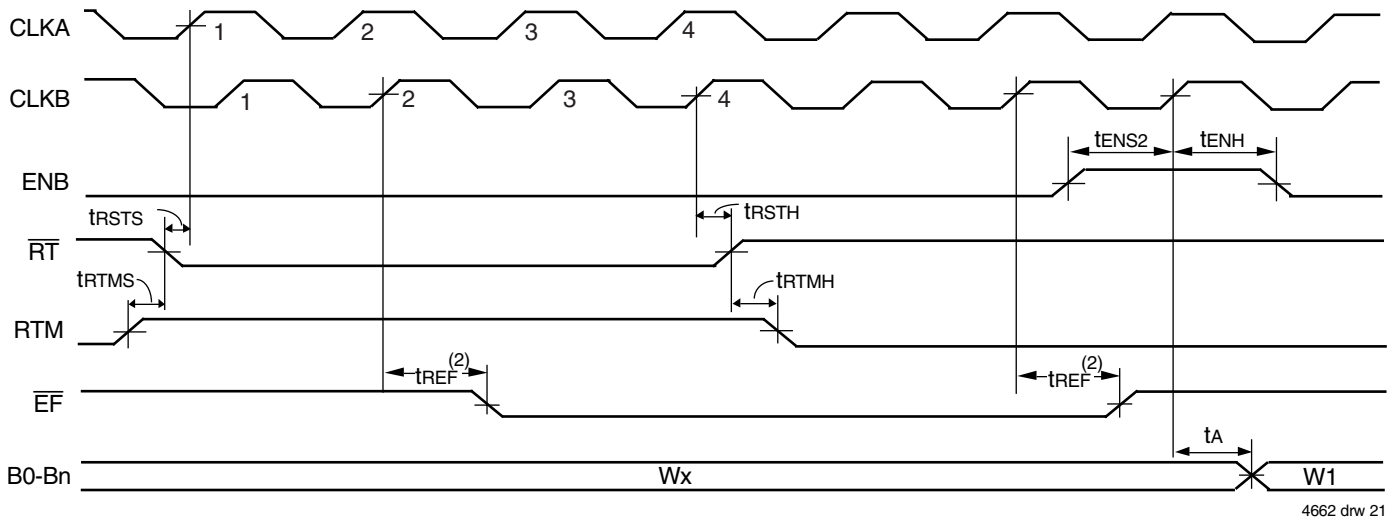 CLKA 1 2 3 4
CLKB 1 2 3 4
tENS2 tENH
ENB
tRSTS tRSTH
RT
tRTMS tRTMH
RTM
tREF(2) tREF(2)
EF
tA
B0-Bn Wx W1
4662 drw 21